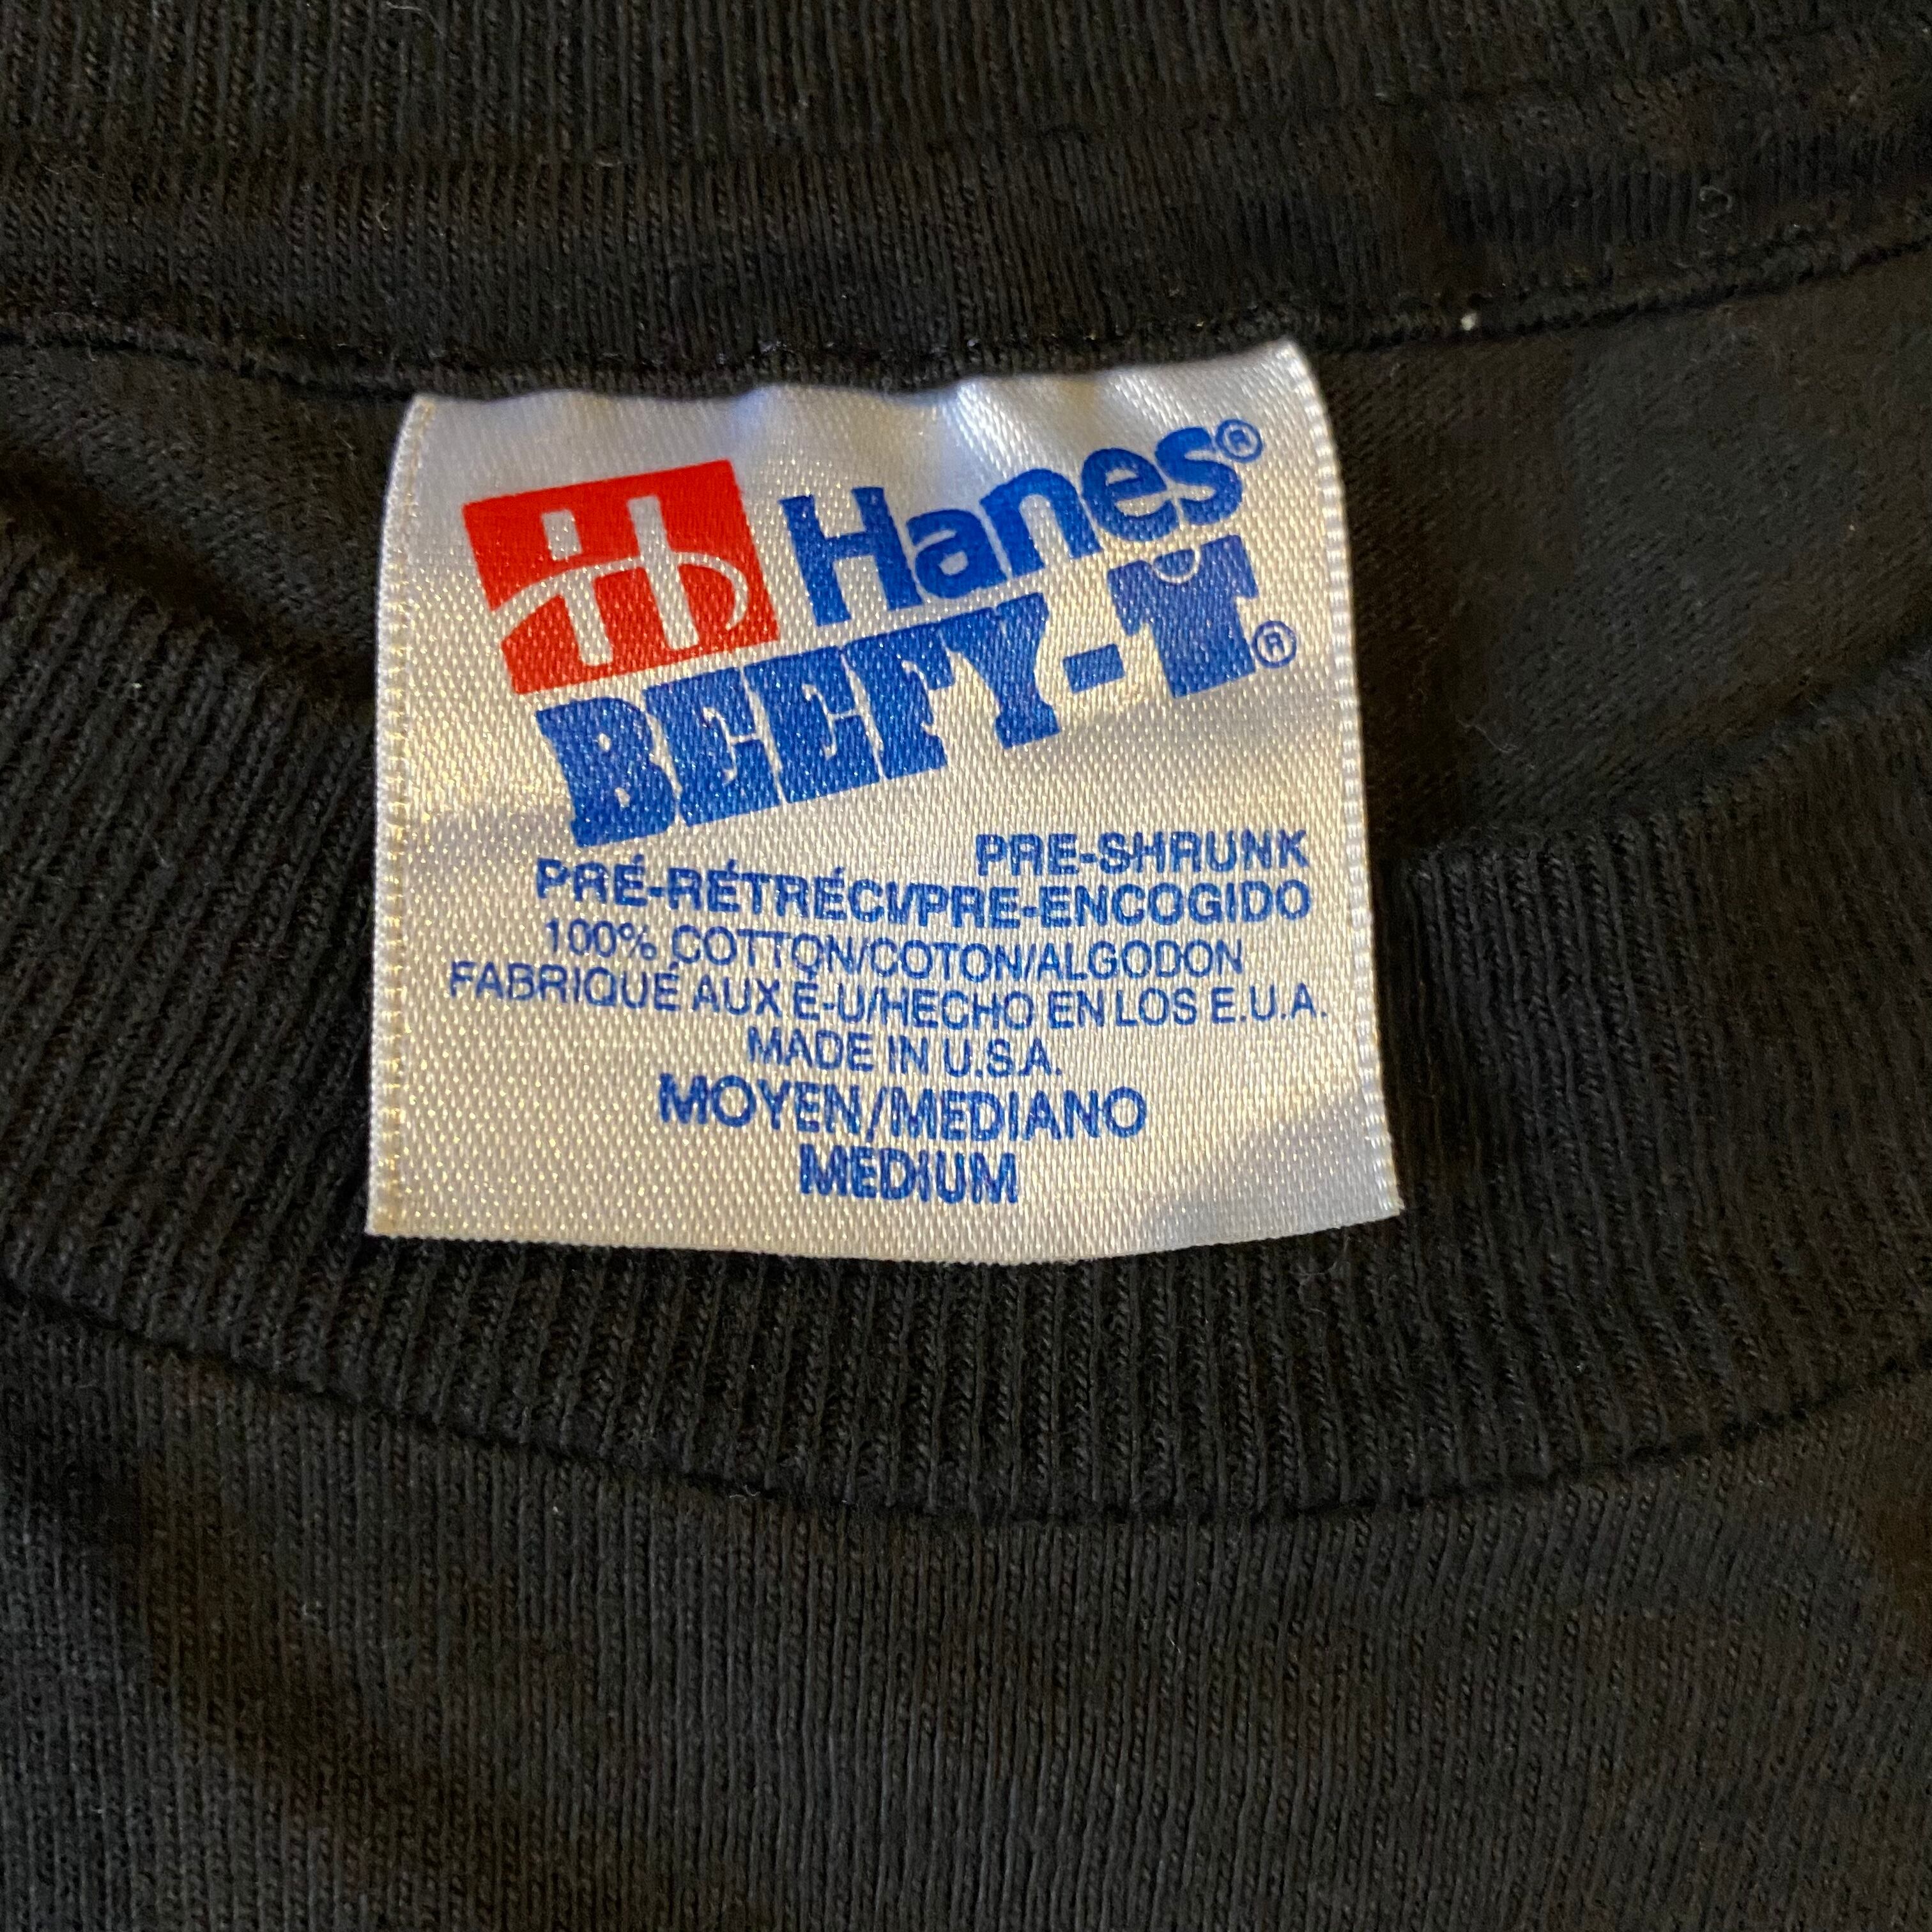 Hanes®
BEEFY-T®
PRE-SHRUNK
PRÉ-RÉTRÉCI/PRE-ENCOGIDO
100% COTTON/COTON/ALGODON
FABRIQUÉ AUX É-U/HECHO EN LOS E.U.A.
MADE IN U.S.A.
MOYEN/MEDIANO
MEDIUM